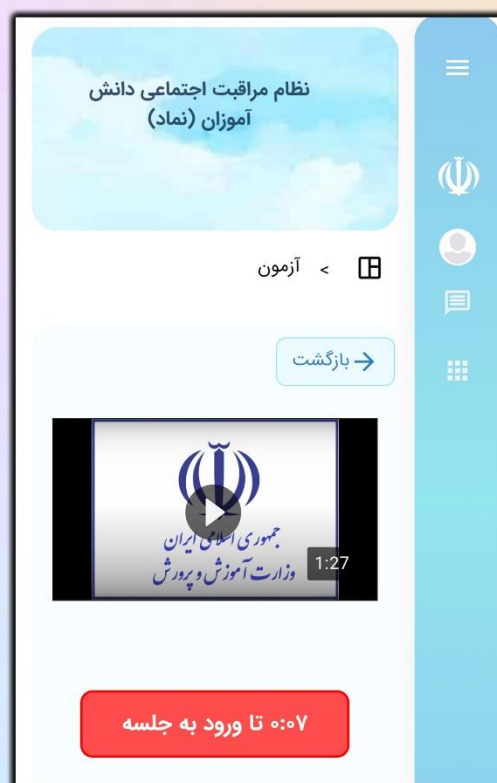 نظام مراقبت اجتماعی دانش
آموزان (نماد)
آزمون
بازگشت
جمهوری اسلامی ایران
وزارت آموزش و پرورش
1:27
۰:۰۷ تا ورود به جلسه